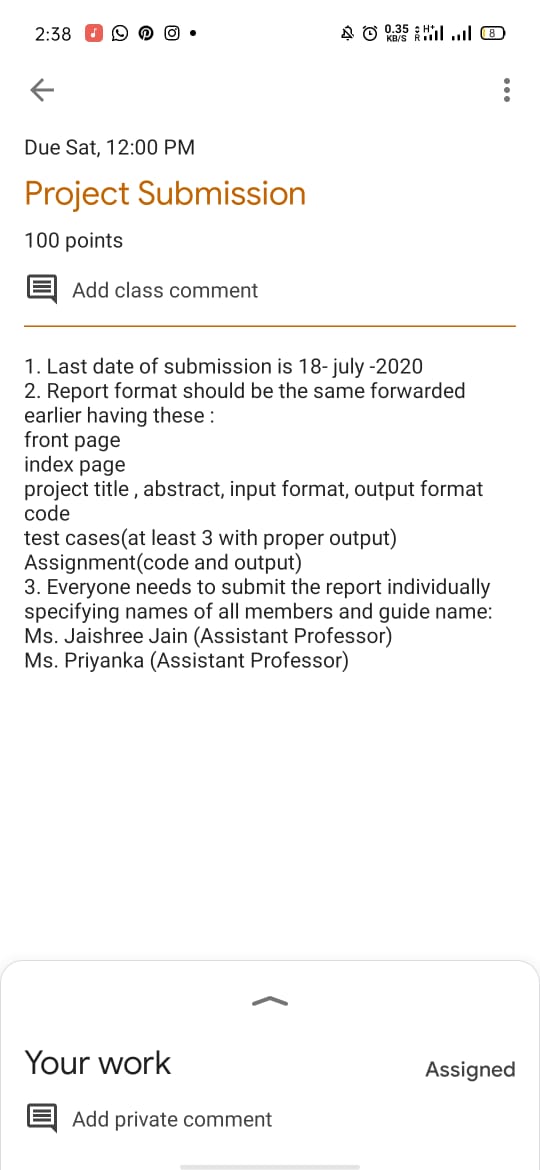 2:38
0.35 KB/S R H+ 8
Due Sat, 12:00 PM
Project Submission
100 points
Add class comment
1. Last date of submission is 18- july -2020
2. Report format should be the same forwarded
earlier having these :
front page
index page
project title , abstract, input format, output format
code
test cases(at least 3 with proper output)
Assignment(code and output)
3. Everyone needs to submit the report individually
specifying names of all members and guide name:
Ms. Jaishree Jain (Assistant Professor)
Ms. Priyanka (Assistant Professor)
Your work
Assigned
Add private comment